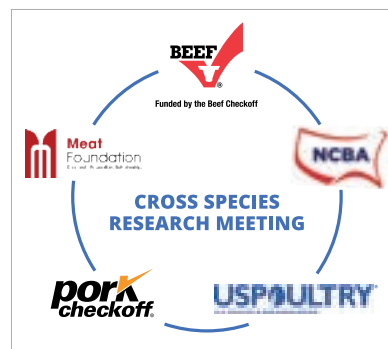 BEEF
Funded by the Beef Checkoff
Meat
Foundation
NCBA
CROSS SPECIES
RESEARCH MEETING
pork
checkoff
USPOULTRY